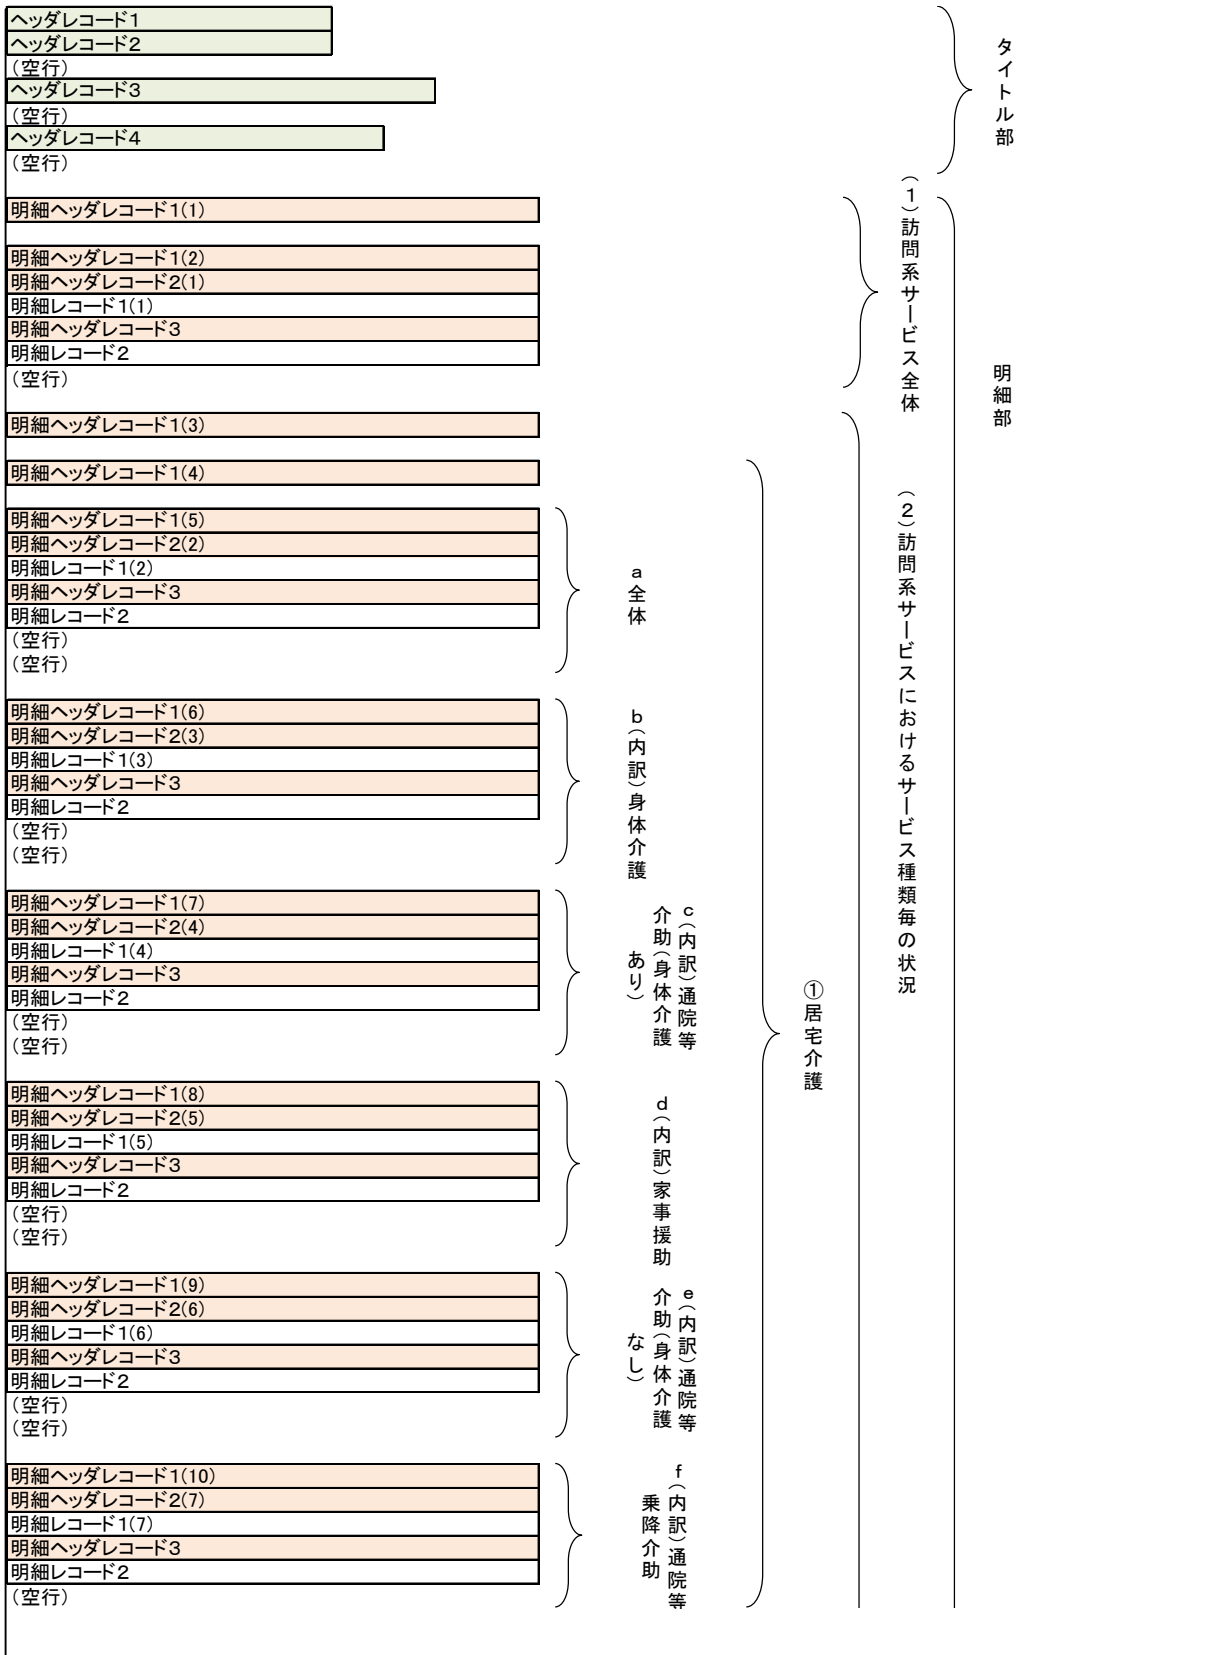 ヘッダレコード1
ヘッダレコード2
（空行）
ヘッダレコード3
（空行）
ヘッダレコード4
（空行）
タイトル部
明細ヘッダレコード1(1)
明細ヘッダレコード1(2)
明細ヘッダレコード2(1)
明細レコード1(1)
明細ヘッダレコード3
明細レコード2
（空行）
（1）訪問系サービス全体
明細部
明細ヘッダレコード1(3)
明細ヘッダレコード1(4)
（2）訪問系サービスにおけるサービス種類毎の状況
①居宅介護
明細ヘッダレコード1(5)
明細ヘッダレコード2(2)
明細レコード1(2)
明細ヘッダレコード3
明細レコード2
（空行）
（空行）
a全体
明細ヘッダレコード1(6)
明細ヘッダレコード2(3)
明細レコード1(3)
明細ヘッダレコード3
明細レコード2
（空行）
（空行）
b（内訳）身体介護
明細ヘッダレコード1(7)
明細ヘッダレコード2(4)
明細レコード1(4)
明細ヘッダレコード3
明細レコード2
（空行）
（空行）
c（内訳）通院等
介助（身体介護
あり）
明細ヘッダレコード1(8)
明細ヘッダレコード2(5)
明細レコード1(5)
明細ヘッダレコード3
明細レコード2
（空行）
（空行）
d（内訳）家事援助
明細ヘッダレコード1(9)
明細ヘッダレコード2(6)
明細レコード1(6)
明細ヘッダレコード3
明細レコード2
（空行）
（空行）
e（内訳）通院等
介助（身体介護
なし）
明細ヘッダレコード1(10)
明細ヘッダレコード2(7)
明細レコード1(7)
明細ヘッダレコード3
明細レコード2
（空行）
f（内訳）通院等
乗降介助